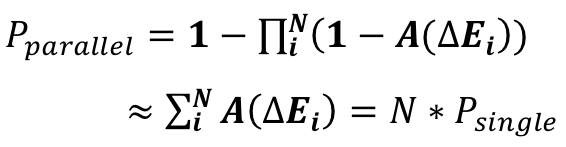 P_parallel = 1 − ∏_i^N(1 − A(ΔE_i))
≈ ∑_i^N A(ΔE_i) = N * P_single